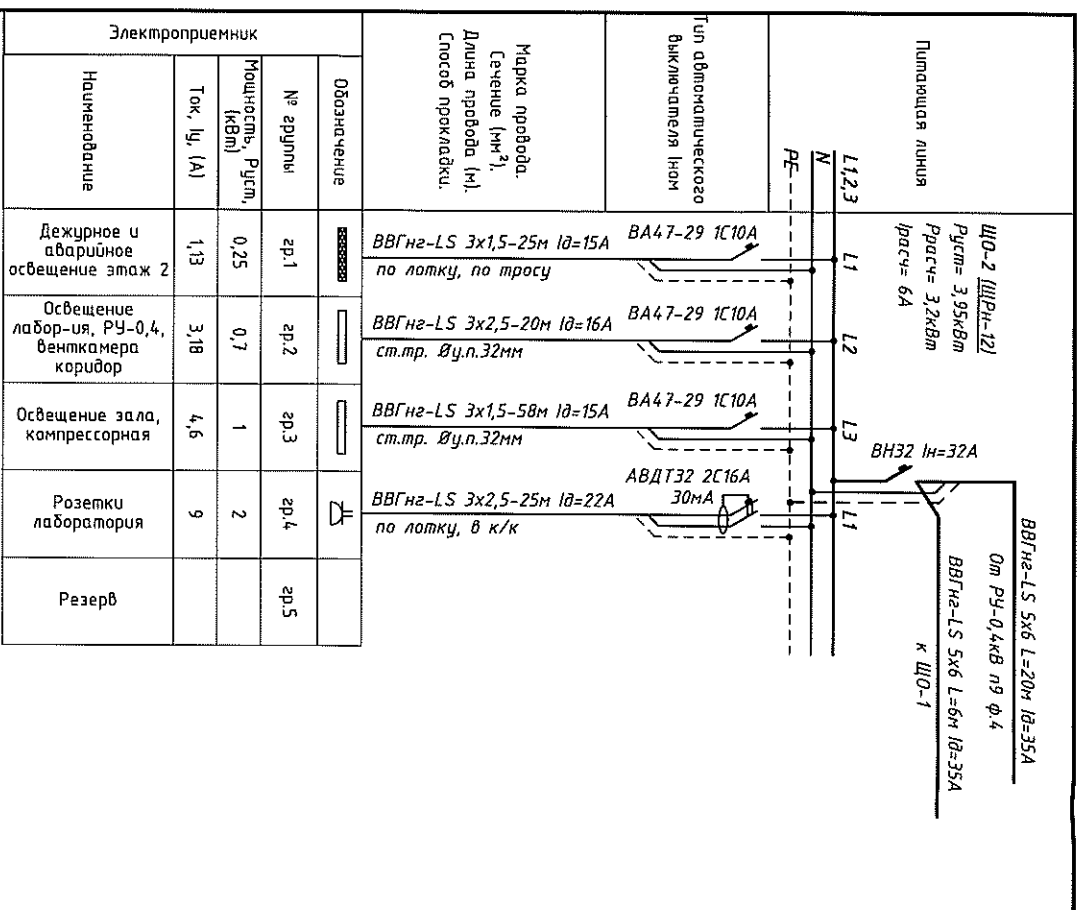 Питающая линия
ЩО-2 (ЩРн-12)
Руст= 3,95кВт
Ррасч= 3,2кВт
Iрасч= 6А
ВВГнг-LS 5х6 L=20м Iд=35А
От РУ-0,4кВ п9 ф.4
ВВГнг-LS 5х6 L=6м Iд=35А
к ЩО-1
ВН32 Iн=32А
L1,2,3
N
PE
L1
L2
L3
L1
Тип автоматического
выключателя Iном
ВА47-29 1С10А
ВА47-29 1С10А
ВА47-29 1С10А
АВДТ32 2С16А
30мА
Марка провода.
Сечение (мм²).
Длина провода (м).
Способ прокладки.
ВВГнг-LS 3х1,5-25м Iд=15А
по лотку, по тросу
ВВГнг-LS 3х2,5-20м Iд=16А
ст.тр. Øу.п.32мм
ВВГнг-LS 3х1,5-58м Iд=15А
ст.тр. Øу.п.32мм
ВВГнг-LS 3х2,5-25м Iд=22А
по лотку, в к/к
Электроприемник
Обозначение
№ группы
гр.1
гр.2
гр.3
гр.4
гр.5
Мощность, Руст,
(кВт)
0,25
0,7
1
2
Ток, Iу, (А)
1,13
3,18
4,6
9
Наименование
Дежурное и
аварийное
освещение этаж 2
Освещение
лабор-ия, РУ-0,4,
венткамера
коридор
Освещение зала,
компрессорная
Розетки
лаборатория
Резерв